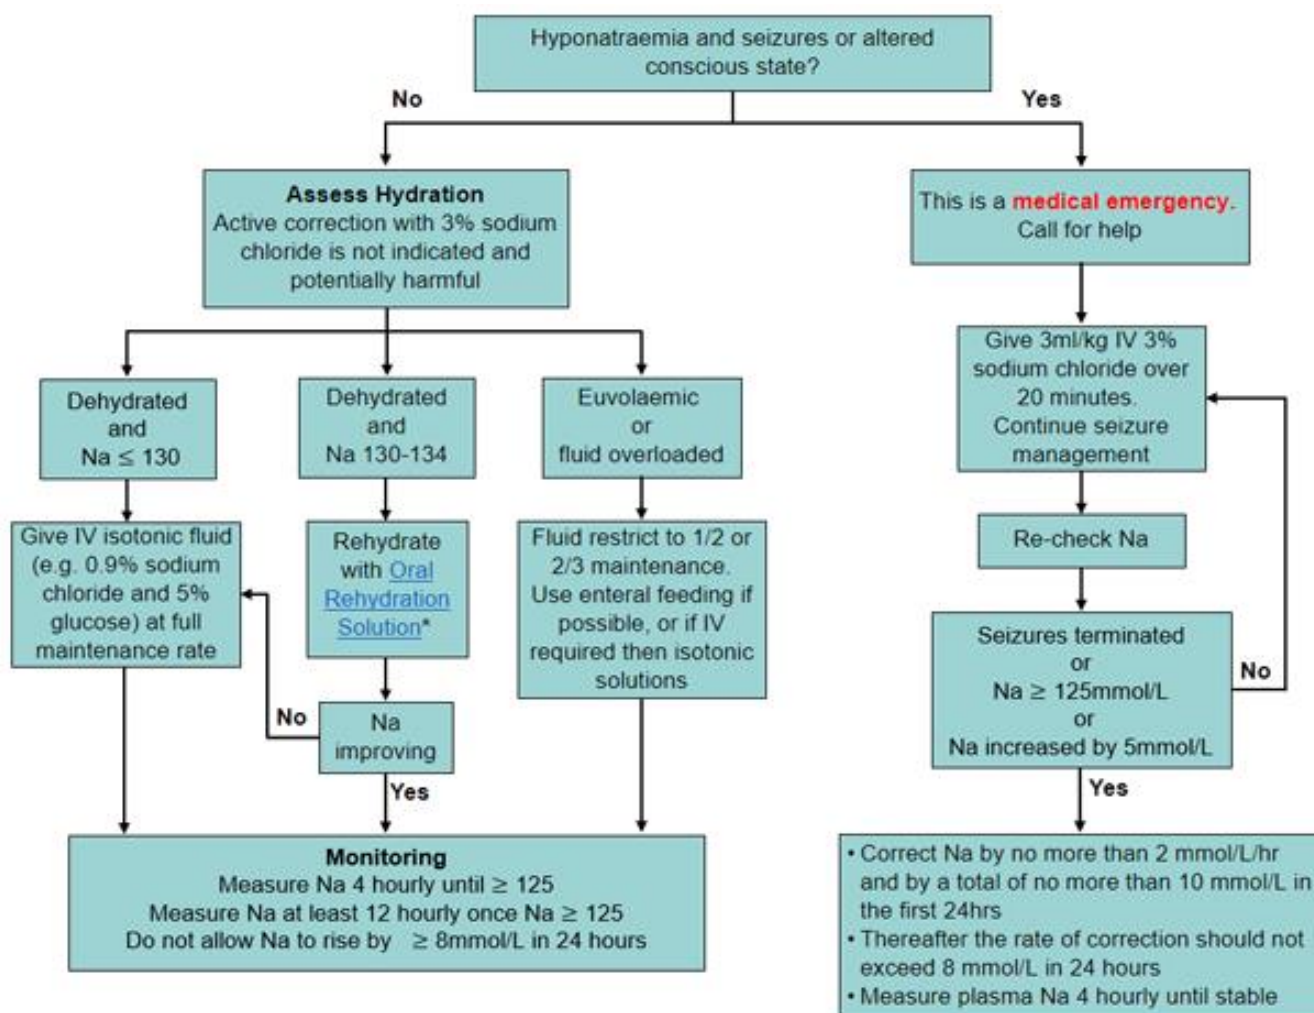 Hyponatraemia and seizures or altered
conscious state?
No
Yes
Assess Hydration
Active correction with 3% sodium
chloride is not indicated and
potentially harmful
This is a medical emergency.
Call for help
Dehydrated
and
Na ≤ 130
Dehydrated
and
Na 130-134
Euvolaemic
or
fluid overloaded
Give 3ml/kg IV 3%
sodium chloride over
20 minutes.
Continue seizure
management
Give IV isotonic fluid
(e.g. 0.9% sodium
chloride and 5%
glucose) at full
maintenance rate
Rehydrate
with Oral
Rehydration
Solution*
Fluid restrict to 1/2 or
2/3 maintenance.
Use enteral feeding if
possible, or if IV
required then isotonic
solutions
Re-check Na
Seizures terminated
or
Na ≥ 125mmol/L
or
Na increased by 5mmol/L
No
No
Na
improving
Yes
Yes
Monitoring
Measure Na 4 hourly until ≥ 125
Measure Na at least 12 hourly once Na ≥ 125
Do not allow Na to rise by ≥ 8mmol/L in 24 hours
• Correct Na by no more than 2 mmol/L/hr
and by a total of no more than 10 mmol/L in
the first 24hrs
• Thereafter the rate of correction should not
exceed 8 mmol/L in 24 hours
• Measure plasma Na 4 hourly until stable